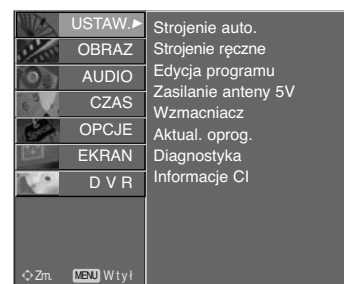 USTAW.
OBRAZ
AUDIO
CZAS
OPCJE
EKRAN
D V R
Strojenie auto.
Strojenie ręczne
Edycja programu
Zasilanie anteny 5V
Wzmacniacz
Aktual. oprog.
Diagnostyka
Informacje CI
Zm. MENU Wtył